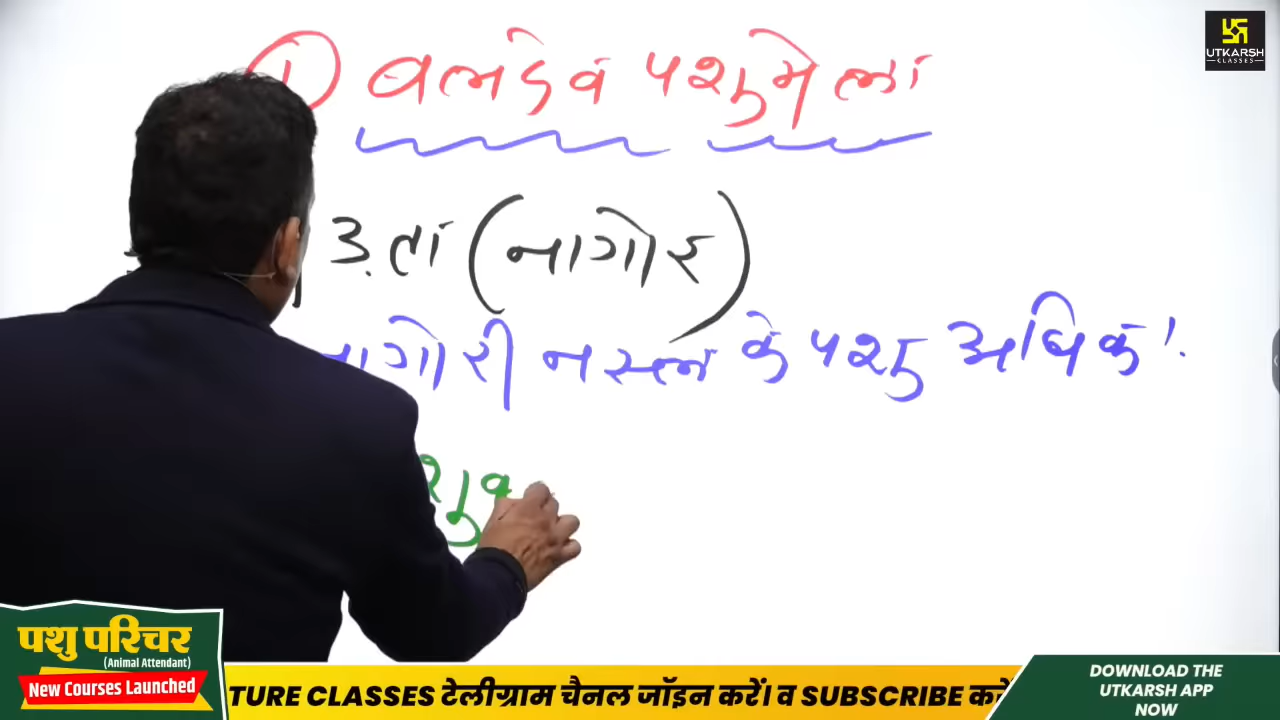 UTKARSH
CLASSES
1 बलदेव पशुमेला
मेड़ता (नागोर)
नागोरी नस्ल के पशु अधिक!
पशु परिचर
(Animal Attendant)
New Courses Launched
TURE CLASSES टेलीग्राम चैनल जॉइन करें। व SUBSCRIBE करें
DOWNLOAD THE
UTKARSH APP
NOW